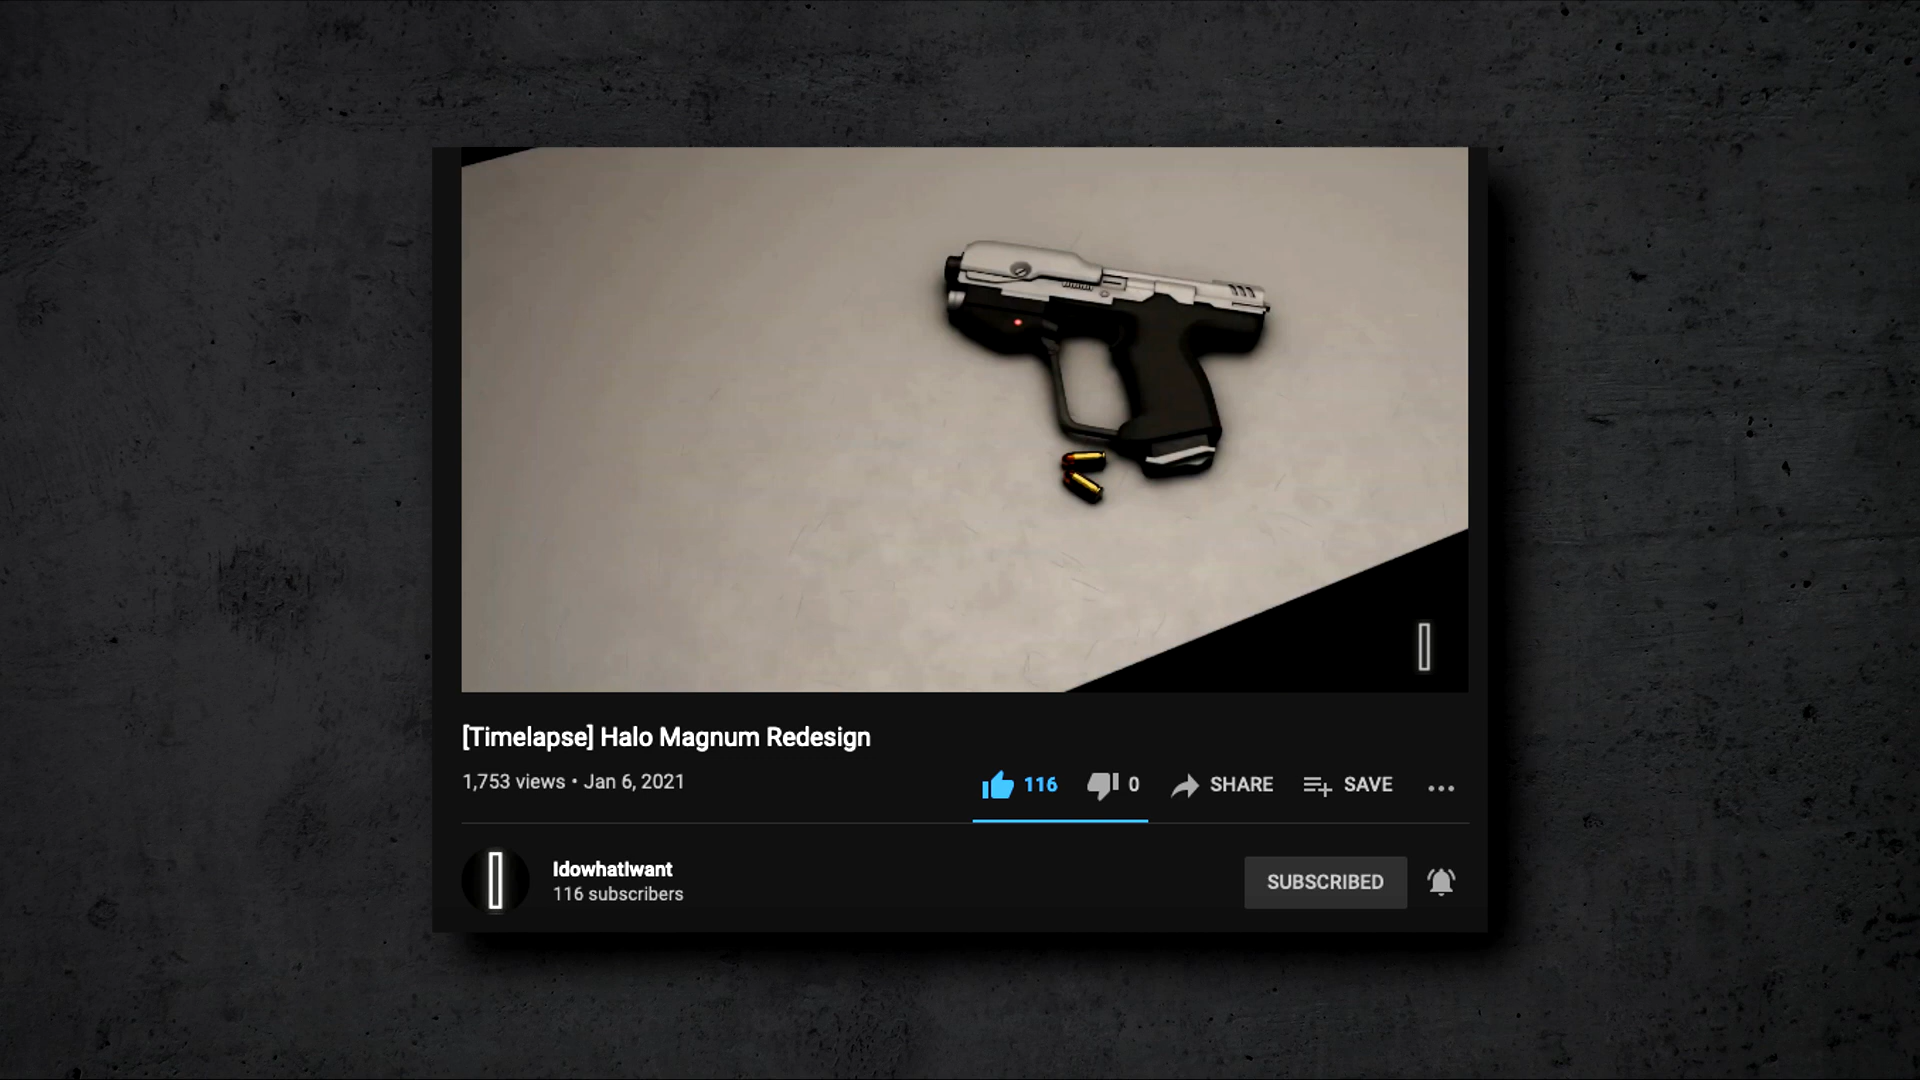 [Timelapse] Halo Magnum Redesign
1,753 views • Jan 6, 2021
116
0
SHARE
SAVE
IdowhatIwant
116 subscribers
SUBSCRIBED